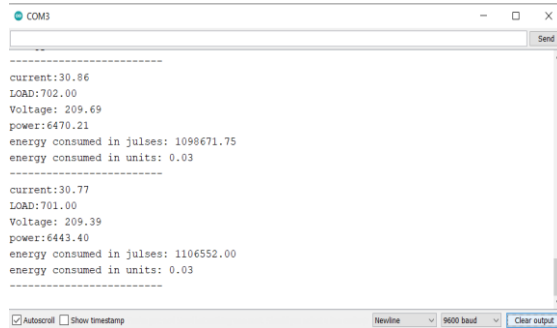 COM3
Send
-------------------------
current:30.86
LOAD:702.00
Voltage: 209.69
power:6470.21
energy consumed in julses: 1098671.75
energy consumed in units: 0.03
-------------------------
current:30.77
LOAD:701.00
Voltage: 209.39
power:6443.40
energy consumed in julses: 1106552.00
energy consumed in units: 0.03
-------------------------
Autoscroll Show timestamp Newline 9600 baud Clear output